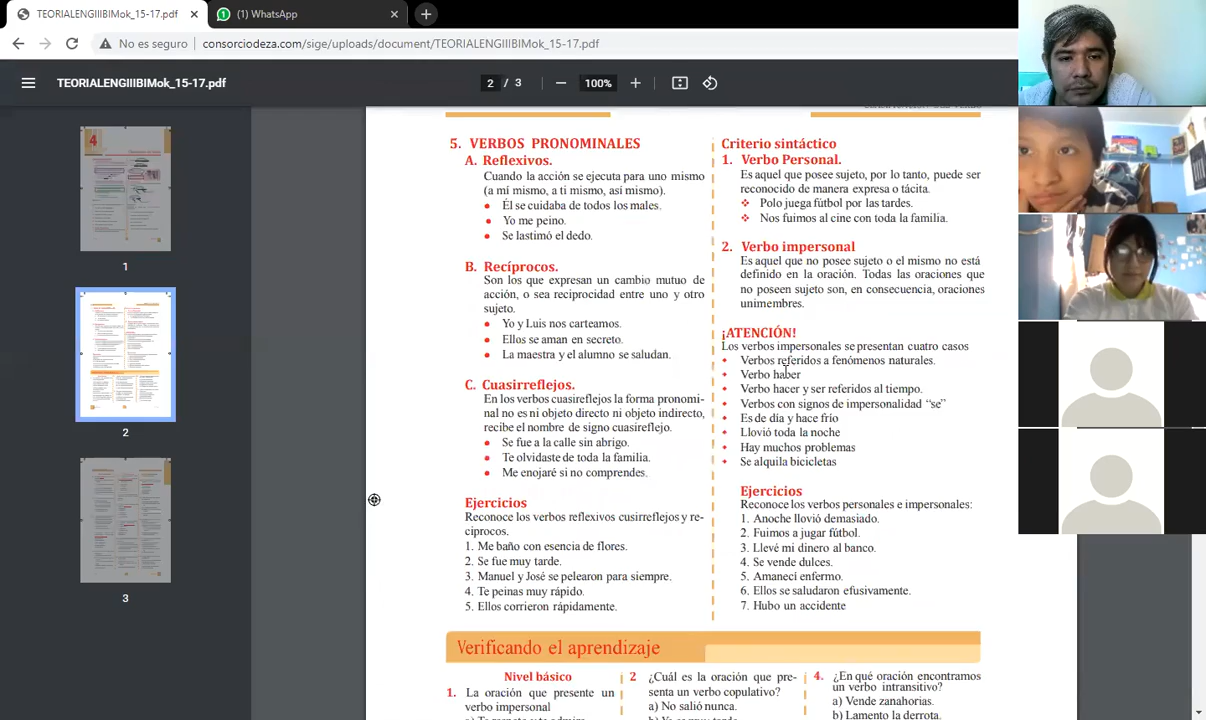 TEORIALENGIIIBIMok_15-17.pdf
(1) WhatsApp
No es seguro
consorciodeza.com/sige/uploads/document/TEORIALENGIIIBIMok_15-17.pdf
TEORIALENGIIIBIMok_15-17.pdf
2 / 3
100%
4
1
2
3
5. VERBOS PRONOMINALES
A. Reflexivos.
Cuando la acción se ejecuta para uno mismo
(a mí mismo, a ti mismo, así mismo).
• Él se cuidaba de todos los males.
• Yo me peino.
• Se lastimó el dedo.
B. Recíprocos.
Son los que expresan un cambio mutuo de
acción, o sea reciprocidad entre uno y otro
sujeto.
• Yo y Luis nos carteamos.
• Ellos se aman en secreto.
• La maestra y el alumno se saludan.
C. Cuasirreflejos.
En los verbos cuasireflejos la forma pronomi-
nal no es ni objeto directo ni objeto indirecto,
recibe el nombre de signo cuasireflejo.
• Se fue a la calle sin abrigo.
• Te olvidaste de toda la familia.
• Me enojaré si no comprendes.
Ejercicios
Reconoce los verbos reflexivos cusirreflejos y re-
cíprocos.
1. Me baño con esencia de flores.
2. Se fue muy tarde.
3. Manuel y José se pelearon para siempre.
4. Te peinas muy rápido.
5. Ellos corrieron rápidamente.
Criterio sintáctico
1. Verbo Personal.
Es aquel que posee sujeto, por lo tanto, puede ser
reconocido de manera expresa o tácita.
❖ Polo juega fútbol por las tardes.
❖ Nos fuimos al cine con toda la familia.
2. Verbo impersonal
Es aquel que no posee sujeto o el mismo no está
definido en la oración. Todas las oraciones que
no poseen sujeto son, en consecuencia, oraciones
unimembres.
¡ATENCIÓN!
Los verbos impersonales se presentan cuatro casos
• Verbos referidos a fenómenos naturales.
• Verbo haber
• Verbo hacer y ser referidos al tiempo.
• Verbos con signos de impersonalidad “se”
• Es de día y hace frío
• Llovió toda la noche
• Hay muchos problemas
• Se alquila bicicletas
Ejercicios
Reconoce los verbos personales e impersonales:
1. Anoche llovió demasiado.
2. Fuimos a jugar fútbol.
3. Llevé mi dinero al banco.
4. Se vende dulces.
5. Amanecí enfermo.
6. Ellos se saludaron efusivamente.
7. Hubo un accidente
Verificando el aprendizaje
Nivel básico
1. La oración que presente un
verbo impersonal
2 ¿Cuál es la oración que pre-
senta un verbo copulativo?
a) No salió nunca.
4. ¿En qué oración encontramos
un verbo intransitivo?
a) Vende zanahorias.
b) Lamento la derrota.